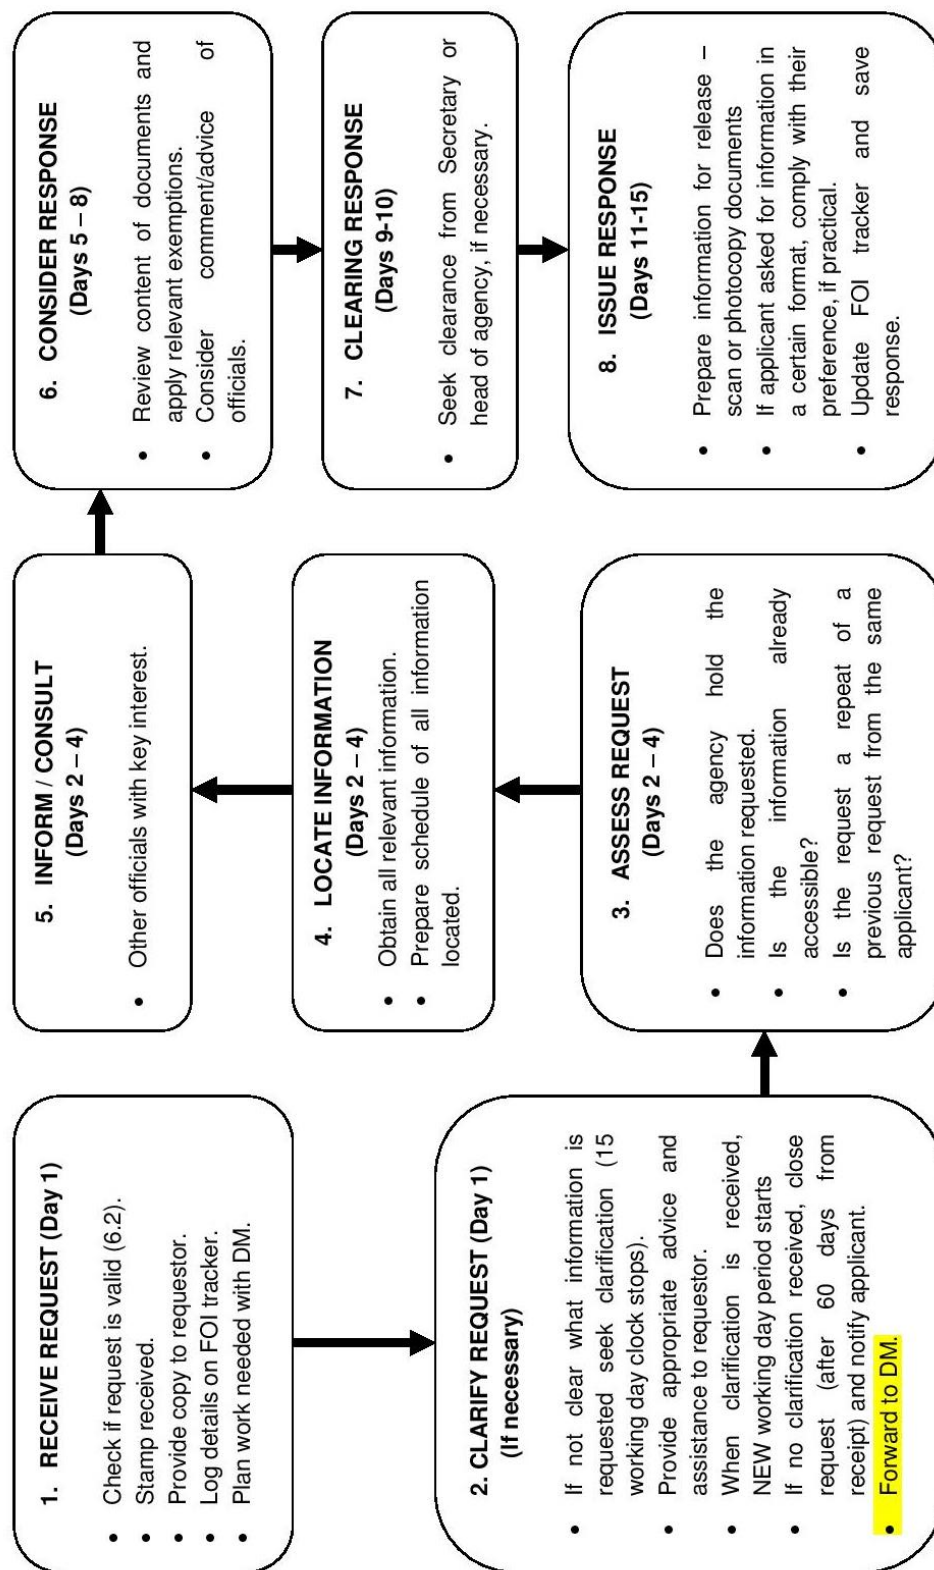 1. RECEIVE REQUEST (Day 1)
• Check if request is valid (6.2).
• Stamp received.
• Provide copy to requestor.
• Log details on FOI tracker.
• Plan work needed with DM.
2. CLARIFY REQUEST (Day 1)
(If necessary)
• If not clear what information is
requested seek clarification (15
working day clock stops).
• Provide appropriate advice and
assistance to requestor.
• When clarification is received,
NEW working day period starts
• If no clarification received, close
request (after 60 days from
receipt) and notify applicant.
• Forward to DM.
3. ASSESS REQUEST
(Days 2 – 4)
• Does the agency hold the
information requested.
• Is the information already
accessible?
• Is the request a repeat of a
previous request from the same
applicant?
4. LOCATE INFORMATION
(Days 2 – 4)
• Obtain all relevant information.
• Prepare schedule of all information
located.
5. INFORM / CONSULT
(Days 2 – 4)
• Other officials with key interest.
6. CONSIDER RESPONSE
(Days 5 – 8)
• Review content of documents and
apply relevant exemptions.
• Consider comment/advice of
officials.
7. CLEARING RESPONSE
(Days 9-10)
• Seek clearance from Secretary or
head of agency, if necessary.
8. ISSUE RESPONSE
(Days 11-15)
• Prepare information for release –
scan or photocopy documents
• If applicant asked for information in
a certain format, comply with their
preference, if practical.
• Update FOI tracker and save
response.